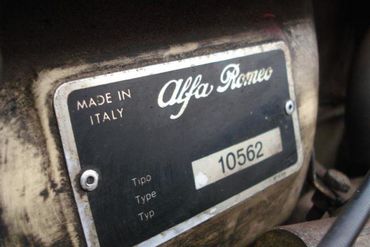 MADE IN
ITALY
Alfa Romeo
10562
Tipo
Type
Typ